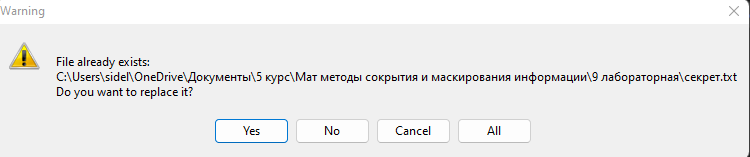 Warning
File already exists:
C:\Users\sidel\OneDrive\Документы\5 курс\Мат методы сокрытия и маскирования информации\9 лабораторная\секрет.txt
Do you want to replace it?
Yes No Cancel All